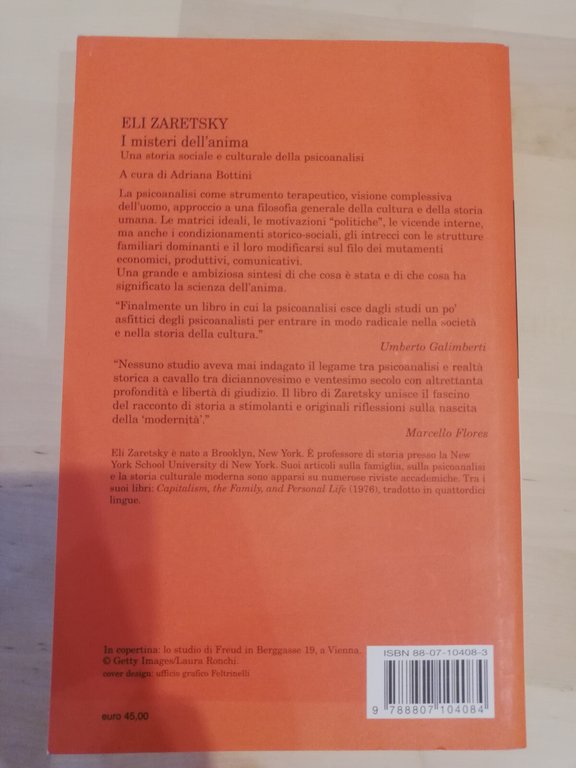 ELI ZARETSKY
I misteri dell'anima
Una storia sociale e culturale della psicoanalisi
A cura di Adriana Bottini
La psicoanalisi come strumento terapeutico, visione complessiva
dell'uomo, approccio a una filosofia generale della cultura e della storia
umana. Le matrici ideali, le motivazioni “politiche”, le vicende interne,
ma anche i condizionamenti storico-sociali, gli intrecci con le strutture
familiari dominanti e il loro modificarsi sul filo dei mutamenti
economici, produttivi, comunicativi.
Una grande e ambiziosa sintesi di che cosa è stata e di che cosa ha
significato la scienza dell'anima.
“Finalmente un libro in cui la psicoanalisi esce dagli studi un po'
asfittici degli psicoanalisti per entrare in modo radicale nella società
e nella storia della cultura.”
Umberto Galimberti
“Nessuno studio aveva mai indagato il legame tra psicoanalisi e realtà
storica a cavallo tra diciannovesimo e ventesimo secolo con altrettanta
profondità e libertà di giudizio. Il libro di Zaretsky unisce il fascino
del racconto di storia a stimolanti e originali riflessioni sulla nascita
della ‘modernità’.”
Marcello Flores
Eli Zaretsky è nato a Brooklyn, New York. È professore di storia presso la New
York School University di New York. Suoi articoli sulla famiglia, sulla psicoanalisi
e la storia culturale moderna sono apparsi su numerose riviste accademiche. Tra i
suoi libri: Capitalism, the Family, and Personal Life (1976), tradotto in quattordici
lingue.
In copertina: lo studio di Freud in Berggasse 19, a Vienna.
© Getty Images/Laura Ronchi.
cover design: ufficio grafico Feltrinelli
ISBN 88-07-10408-3
9 788807 104084
euro 45,00